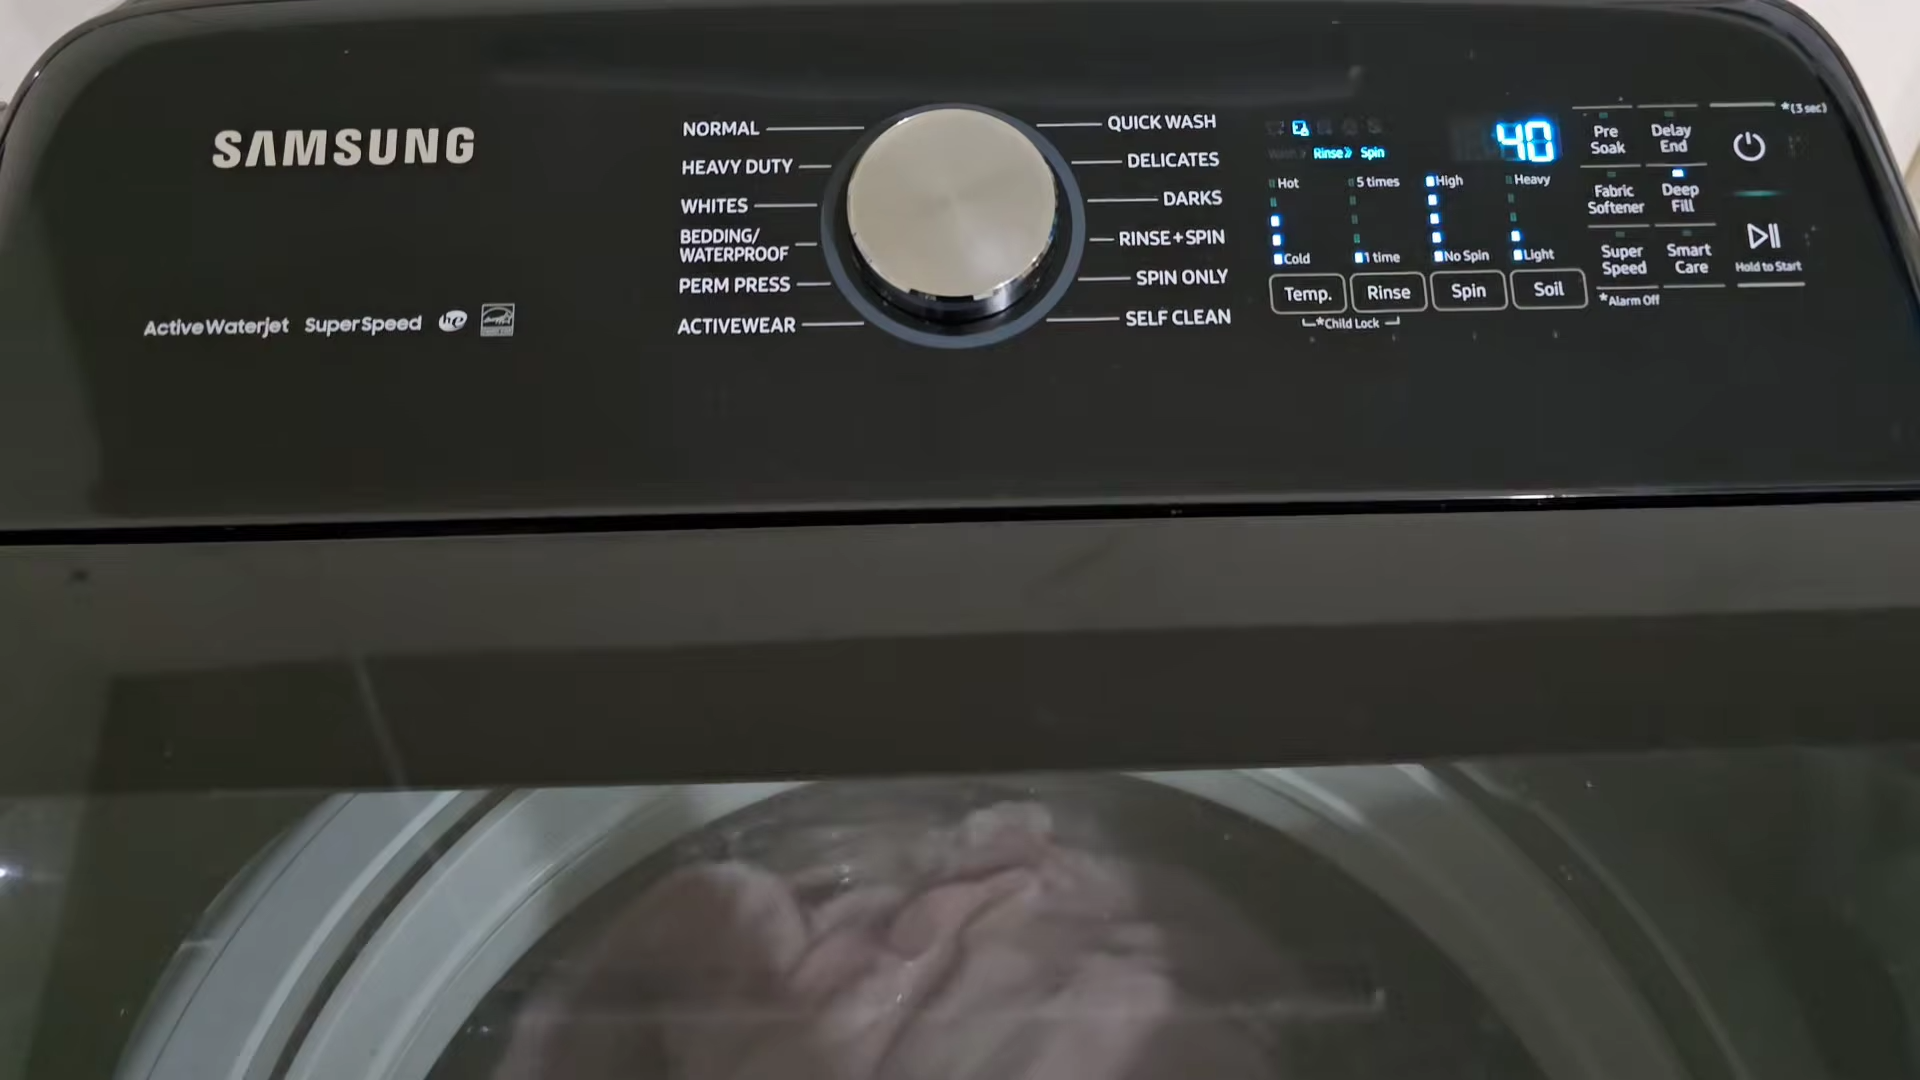 SAMSUNG
ActiveWaterjet SuperSpeed he
NORMAL
HEAVY DUTY
WHITES
BEDDING/
WATERPROOF
PERM PRESS
ACTIVEWEAR
QUICK WASH
DELICATES
DARKS
RINSE+SPIN
SPIN ONLY
SELF CLEAN
Wash› Rinse» Spin
40
Hot 5 times High Heavy
Cold 1 time No Spin Light
Temp. Rinse Spin Soil
*Child Lock
Pre
Soak
Delay
End
Fabric
Softener
Deep
Fill
Super
Speed
Smart
Care
*Alarm Off
*(3 sec)
Hold to Start